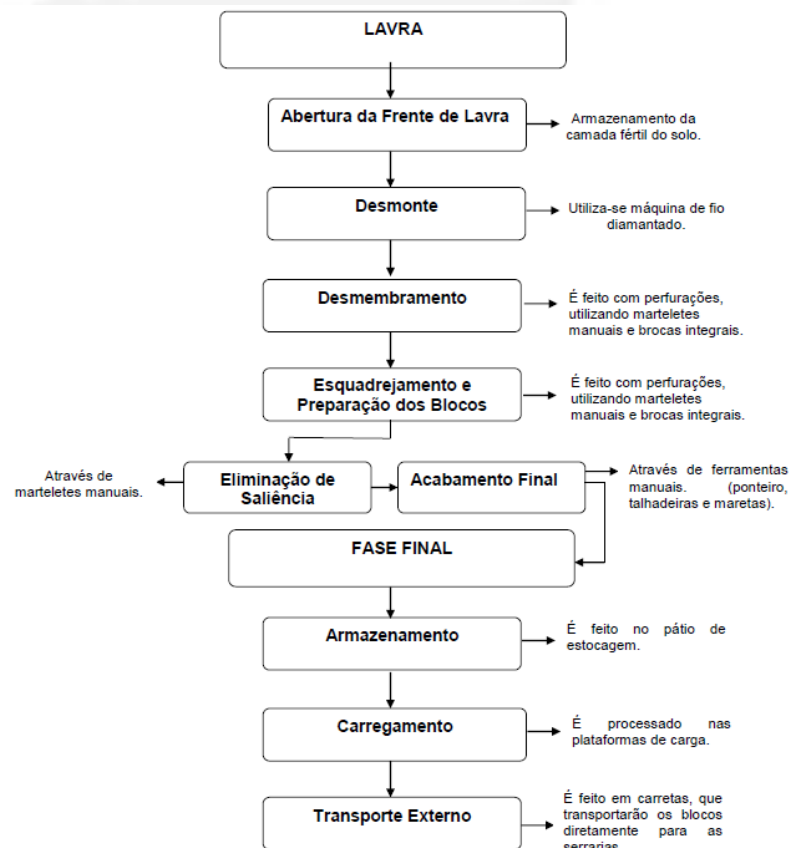 LAVRA
Abertura da Frente de Lavra
Armazenamento da
camada fértil do solo.
Desmonte
Utiliza-se máquina de fio
diamantado.
Desmembramento
É feito com perfurações,
utilizando marteletes
manuais e brocas integrais.
Esquadrejamento e
Preparação dos Blocos
É feito com perfurações,
utilizando marteletes
manuais e brocas integrais.
Através de
marteletes manuais.
Eliminação de
Saliência
Acabamento Final
Através de ferramentas
manuais. (ponteiro,
talhadeiras e maretas).
FASE FINAL
Armazenamento
É feito no pátio de
estocagem.
Carregamento
É processado nas
plataformas de carga.
Transporte Externo
É feito em carretas, que
transportarão os blocos
diretamente para as
serrarias